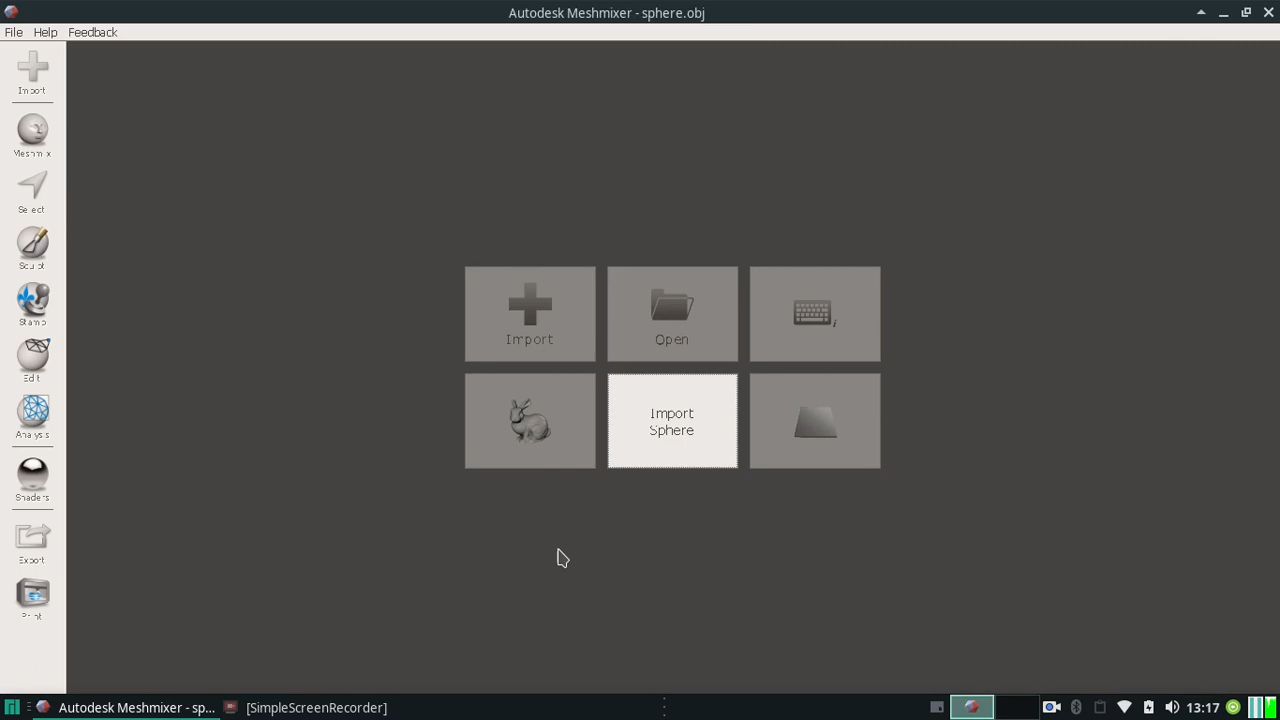 Autodesk Meshmixer - sphere.obj
File Help Feedback
Import
Meshmix
Select
Sculpt
Stamp
Edit
Analysis
Shaders
Export
Print
Import
Open
i
Import
Sphere
Autodesk Meshmixer - sp...
[SimpleScreenRecorder]
13:17